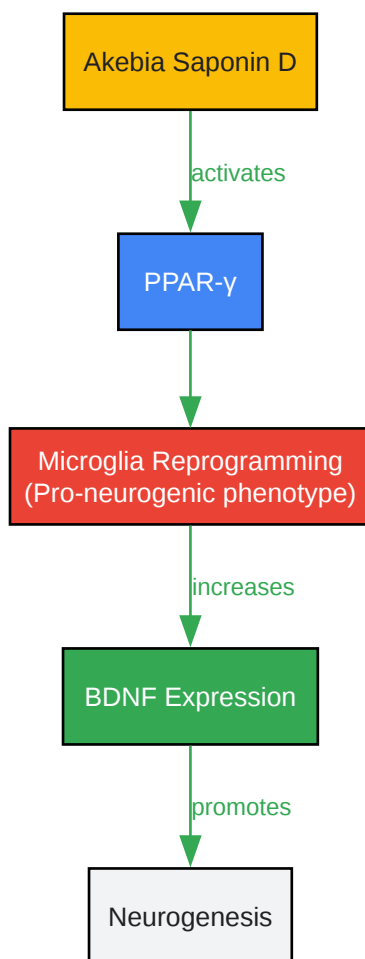 Akebia Saponin D
activates
PPAR-γ
Microglia Reprogramming
(Pro-neurogenic phenotype)
increases
BDNF Expression
promotes
Neurogenesis